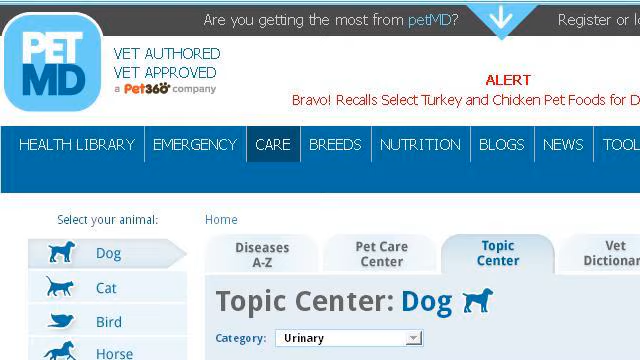 Are you getting the most from petMD? Register or l
PET
MD
VET AUTHORED
VET APPROVED
a Pet360 company
ALERT
Bravo! Recalls Select Turkey and Chicken Pet Foods for D
HEALTH LIBRARY EMERGENCY CARE BREEDS NUTRITION BLOGS NEWS TOOL
Select your animal: Home
Dog
Cat
Bird
Horse
Diseases
A-Z
Pet Care
Center
Topic
Center
Vet
Dictionar
Topic Center: Dog
Category: Urinary